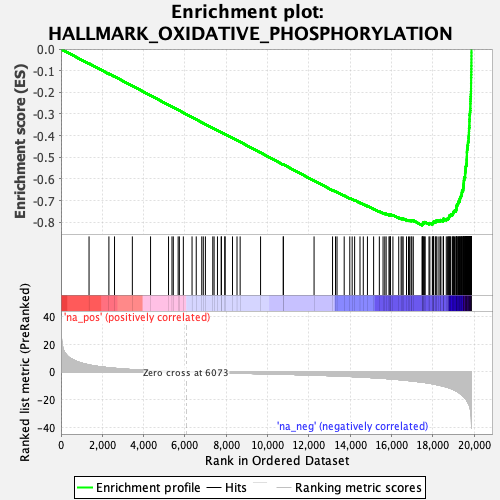 Enrichment plot:
HALLMARK_OXIDATIVE_PHOSPHORYLATION
Enrichment score (ES)
0.0
-0.1
-0.2
-0.3
-0.4
-0.5
-0.6
-0.7
-0.8
Ranked list metric (PreRanked)
40
20
0
-20
-40
'na_pos' (positively correlated)
Zero cross at 6073
'na_neg' (negatively correlated)
0 2,000 4,000 6,000 8,000 10,000 12,000 14,000 16,000 18,000 20,000
Rank in Ordered Dataset
Enrichment profile Hits Ranking metric scores